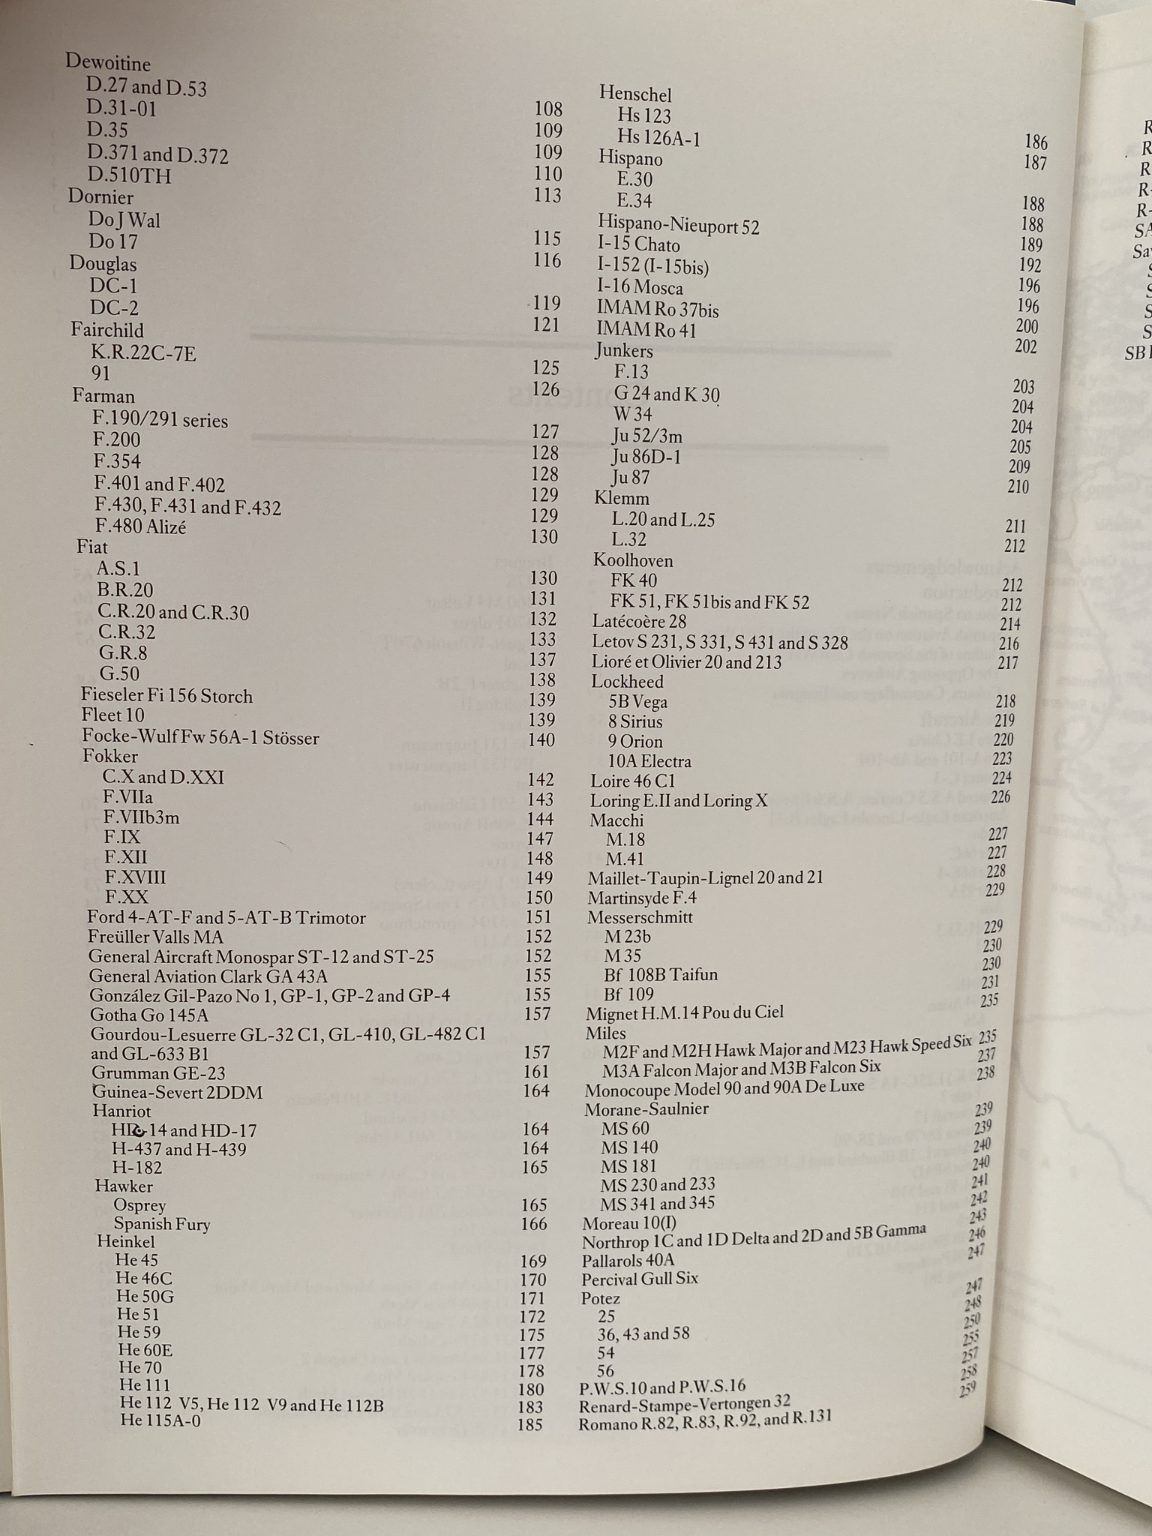 Dewoitine
D.27 and D.53 108
D.31-01 109
D.35 109
D.371 and D.372 110
D.510TH 113
Dornier
Do J Wal 115
Do 17 116
Douglas
DC-1 119
DC-2 121
Fairchild
K.R.22C-7E 125
91 126
Farman
F.190/291 series 127
F.200 128
F.354 128
F.401 and F.402 129
F.430, F.431 and F.432 129
F.480 Alizé 130
Fiat
A.S.1 130
B.R.20 131
C.R.20 and C.R.30 132
C.R.32 133
G.R.8 137
G.50 138
Fieseler Fi 156 Storch 139
Fleet 10 139
Focke-Wulf Fw 56A-1 Stösser 140
Fokker
C.X and D.XXI 142
F.VIIa 143
F.VIIb3m 144
F.IX 147
F.XII 148
F.XVIII 149
F.XX 150
Ford 4-AT-F and 5-AT-B Trimotor 151
Freüller Valls MA 152
General Aircraft Monospar ST-12 and ST-25 152
General Aviation Clark GA 43A 155
González Gil-Pazo No 1, GP-1, GP-2 and GP-4 155
Gotha Go 145A 157
Gourdou-Lesuerre GL-32 C1, GL-410, GL-482 C1
and GL-633 B1 157
Grumman GE-23 161
Guinea-Severt 2DDM 164
Hanriot
HD-14 and HD-17 164
H-437 and H-439 164
H-182 165
Hawker
Osprey 165
Spanish Fury 166
Heinkel
He 45 169
He 46C 170
He 50G 171
He 51 172
He 59 175
He 60E 177
He 70 178
He 111 180
He 112 V5, He 112 V9 and He 112B 183
He 115A-0 185
Henschel
Hs 123 186
Hs 126A-1 187
Hispano
E.30 188
E.34 188
Hispano-Nieuport 52 189
I-15 Chato 192
I-152 (I-15bis) 196
I-16 Mosca 196
IMAM Ro 37bis 200
IMAM Ro 41 202
Junkers
F.13 203
G 24 and K 30 204
W 34 204
Ju 52/3m 205
Ju 86D-1 209
Ju 87 210
Klemm
L.20 and L.25 211
L.32 212
Koolhoven
FK 40 212
FK 51, FK 51bis and FK 52 212
Latécoère 28 214
Letov S 231, S 331, S 431 and S 328 216
Lioré et Olivier 20 and 213 217
Lockheed
5B Vega 218
8 Sirius 219
9 Orion 220
10A Electra 223
Loire 46 C1 224
Loring E.II and Loring X 226
Macchi
M.18 227
M.41 227
Maillet-Taupin-Lignel 20 and 21 228
Martinsyde F.4 229
Messerschmitt
M 23b 229
M 35 230
Bf 108B Taifun 230
Bf 109 231
Mignet H.M.14 Pou du Ciel 235
Miles
M2F and M2H Hawk Major and M23 Hawk Speed Six 235
M3A Falcon Major and M3B Falcon Six 237
Monocoupe Model 90 and 90A De Luxe 238
Morane-Saulnier
MS 60 239
MS 140 239
MS 181 240
MS 230 and 233 240
MS 341 and 345 241
Moreau 10(I) 242
Northrop 1C and 1D Delta and 2D and 5B Gamma 243
Pallarols 40A 246
Percival Gull Six 247
Potez
25 247
36, 43 and 58 248
54 250
56 255
P.W.S.10 and P.W.S.16 257
Renard-Stampe-Vertongen 32 258
Romano R.82, R.83, R.92, and R.131 259